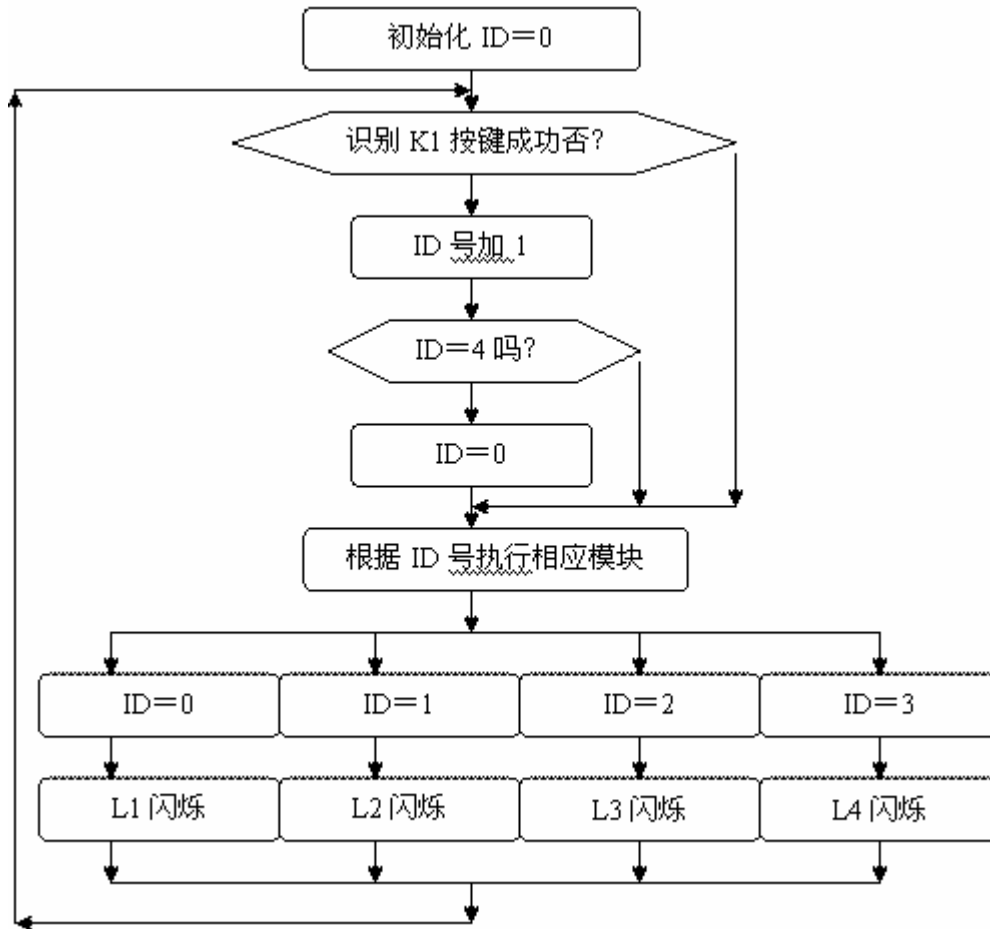 初始化 ID＝0
识别 K1 按键成功否？
ID 号加 1
ID＝4 吗？
ID＝0
根据 ID 号执行相应模块
ID＝0
ID＝1
ID＝2
ID＝3
L1 闪烁
L2 闪烁
L3 闪烁
L4 闪烁